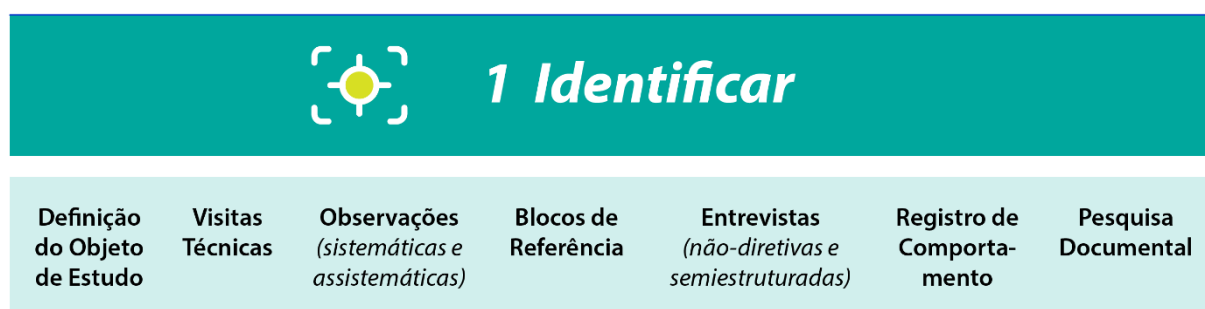 1 Identificar
Definição
do Objeto
de Estudo
Visitas
Técnicas
Observações
(sistemáticas e
assistemáticas)
Blocos de
Referência
Entrevistas
(não-diretivas e
semiestruturadas)
Registro de
Comporta-
mento
Pesquisa
Documental